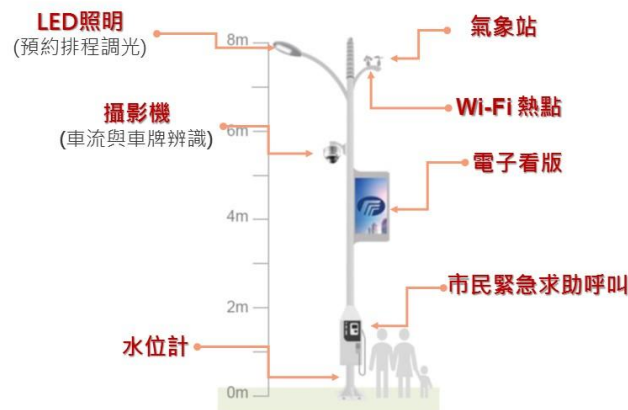 LED照明
(預約排程調光)
攝影機
(車流與車牌辨識)
水位計
8m
6m
4m
2m
0m
氣象站
Wi-Fi 熱點
電子看版
市民緊急求助呼叫